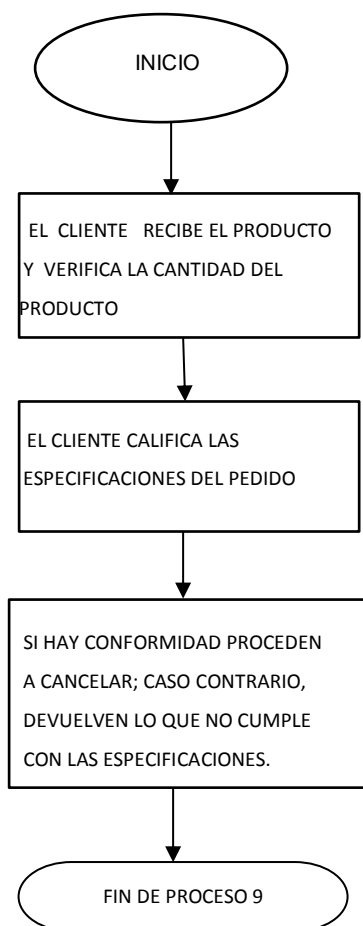 INICIO
EL CLIENTE RECIBE EL PRODUCTO
Y VERIFICA LA CANTIDAD DEL
PRODUCTO
EL CLIENTE CALIFICA LAS
ESPECIFICACIONES DEL PEDIDO
SI HAY CONFORMIDAD PROCEDEN
A CANCELAR; CASO CONTRARIO,
DEVUELVEN LO QUE NO CUMPLE
CON LAS ESPECIFICACIONES.
FIN DE PROCESO 9